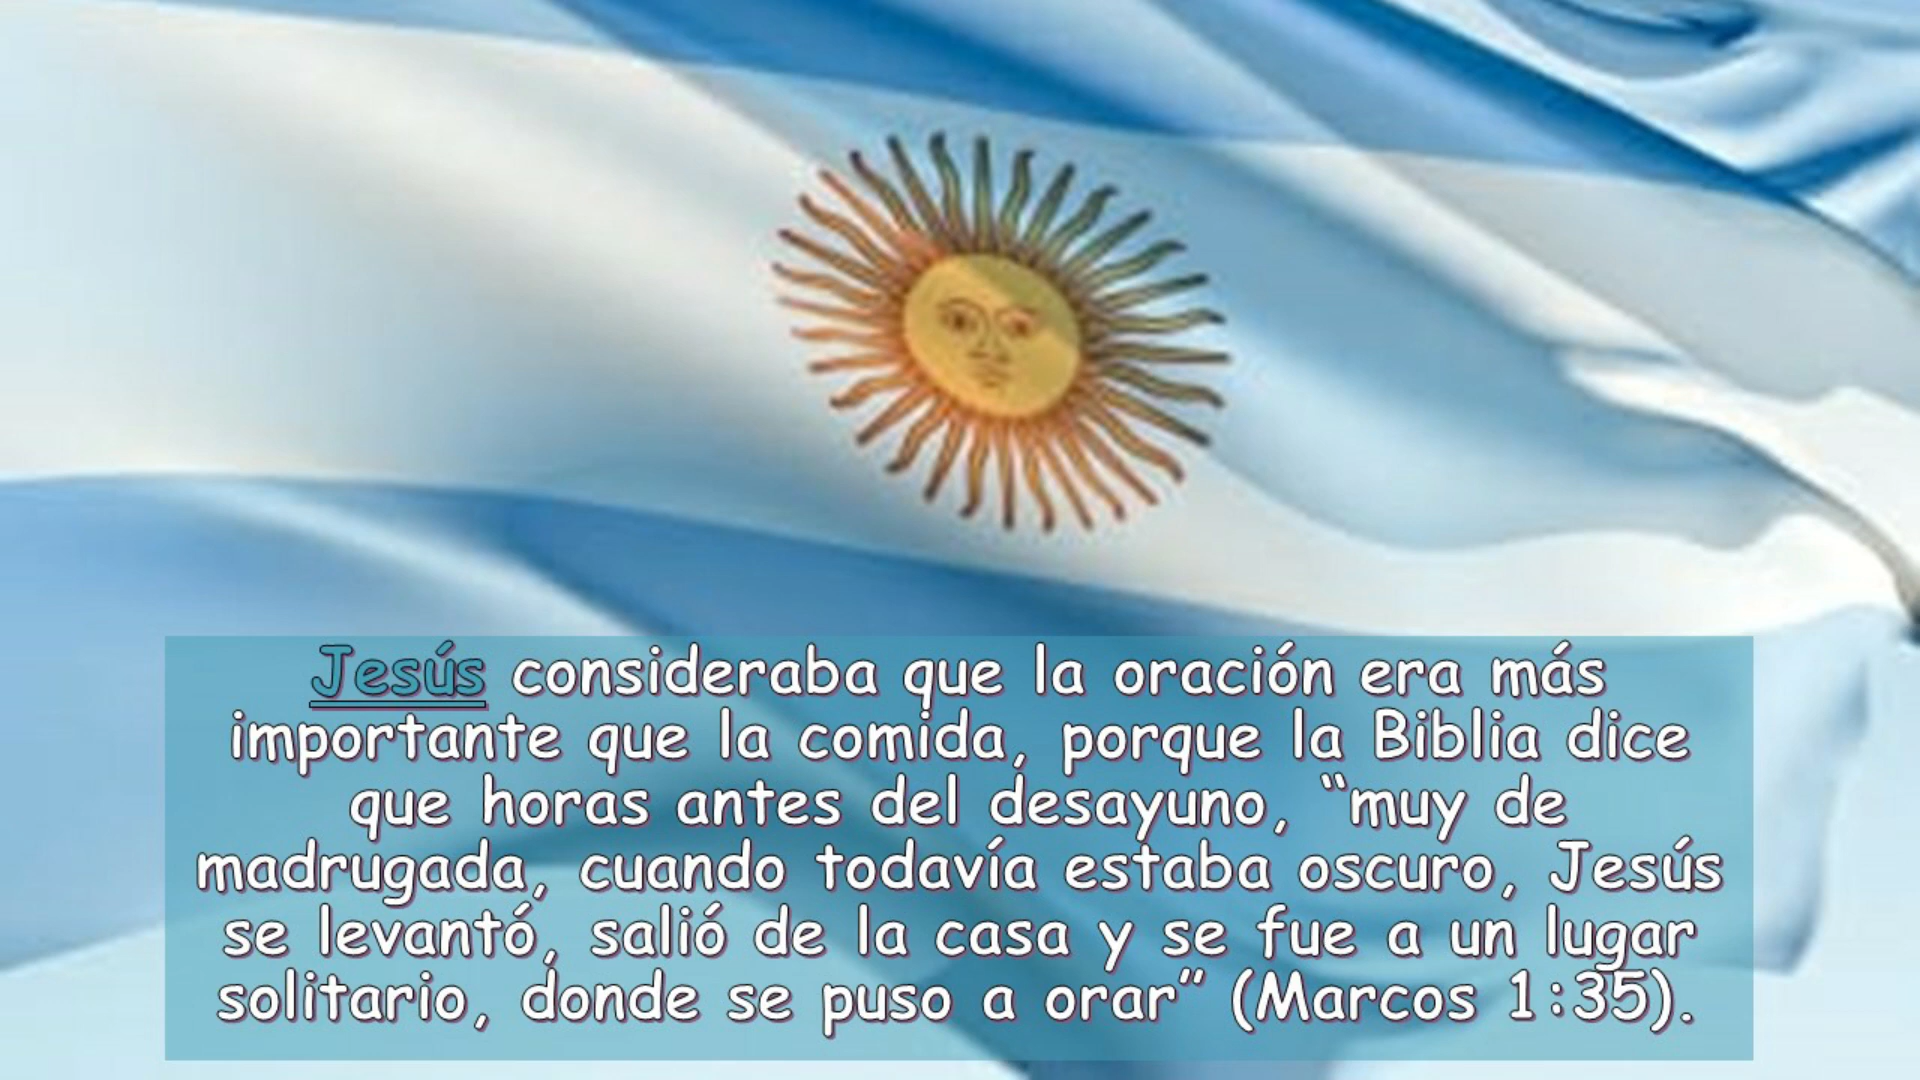 Jesús consideraba que la oración era más
importante que la comida, porque la Biblia dice
que horas antes del desayuno, “muy de
madrugada, cuando todavía estaba oscuro, Jesús
se levantó, salió de la casa y se fue a un lugar
solitario, donde se puso a orar” (Marcos 1:35).